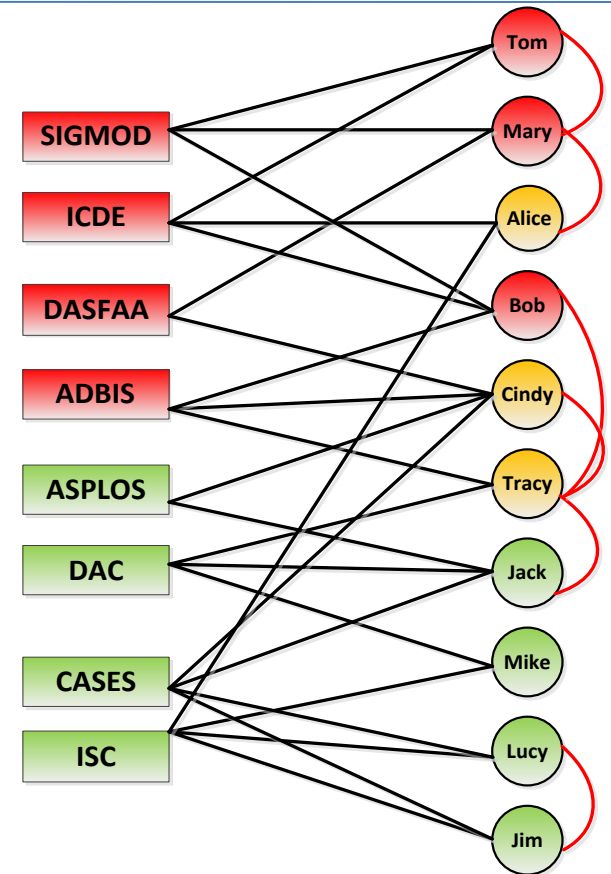 SIGMOD
ICDE
DASFAA
ADBIS
ASPLOS
DAC
CASES
ISC
Tom
Mary
Alice
Bob
Cindy
Tracy
Jack
Mike
Lucy
Jim